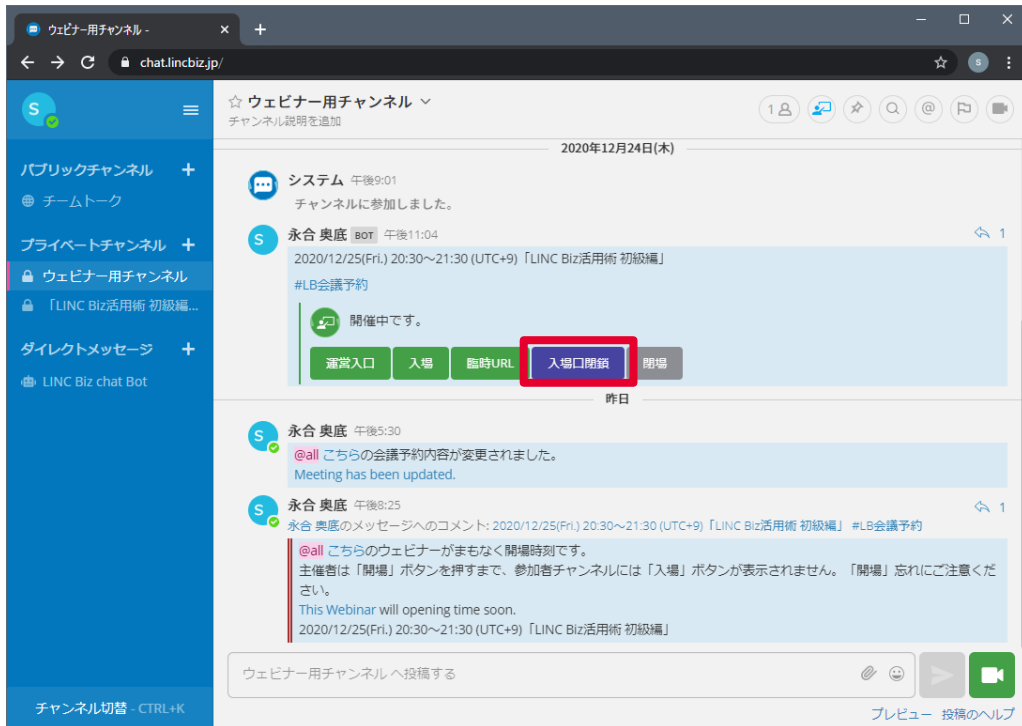 ウェビナー用チャンネル -
chat.lincbiz.jp/
S
S
ウェビナー用チャンネル
チャンネル説明を追加
1
パブリックチャンネル +
チームトーク
プライベートチャンネル +
ウェビナー用チャンネル
「LINC Biz活用術 初級編...
ダイレクトメッセージ +
LINC Biz chat Bot
チャンネル切替 - CTRL+K
2020年12月24日(木)
システム 午後9:01
チャンネルに参加しました。
S
永合 奥底 BOT 午後11:04
1
2020/12/25(Fri.) 20:30～21:30 (UTC+9)「LINC Biz活用術 初級編」
#LB会議予約
開催中です。
運営入口 入場 臨時URL 入場口閉鎖 閉場
昨日
S
永合 奥底 午後5:30
@all こちらの会議予約内容が変更されました。
Meeting has been updated.
S
永合 奥底 午後8:25
1
永合 奥底のメッセージへのコメント: 2020/12/25(Fri.) 20:30～21:30 (UTC+9)「LINC Biz活用術 初級編」 #LB会議予約
@all こちらのウェビナーがまもなく開場時刻です。
主催者は「開場」ボタンを押すまで、参加者チャンネルには「入場」ボタンが表示されません。「開場」忘れにご注意くだ
さい。
This Webinar will opening time soon.
2020/12/25(Fri.) 20:30～21:30 (UTC+9)「LINC Biz活用術 初級編」
ウェビナー用チャンネル へ投稿する
プレビュー 投稿のヘルプ